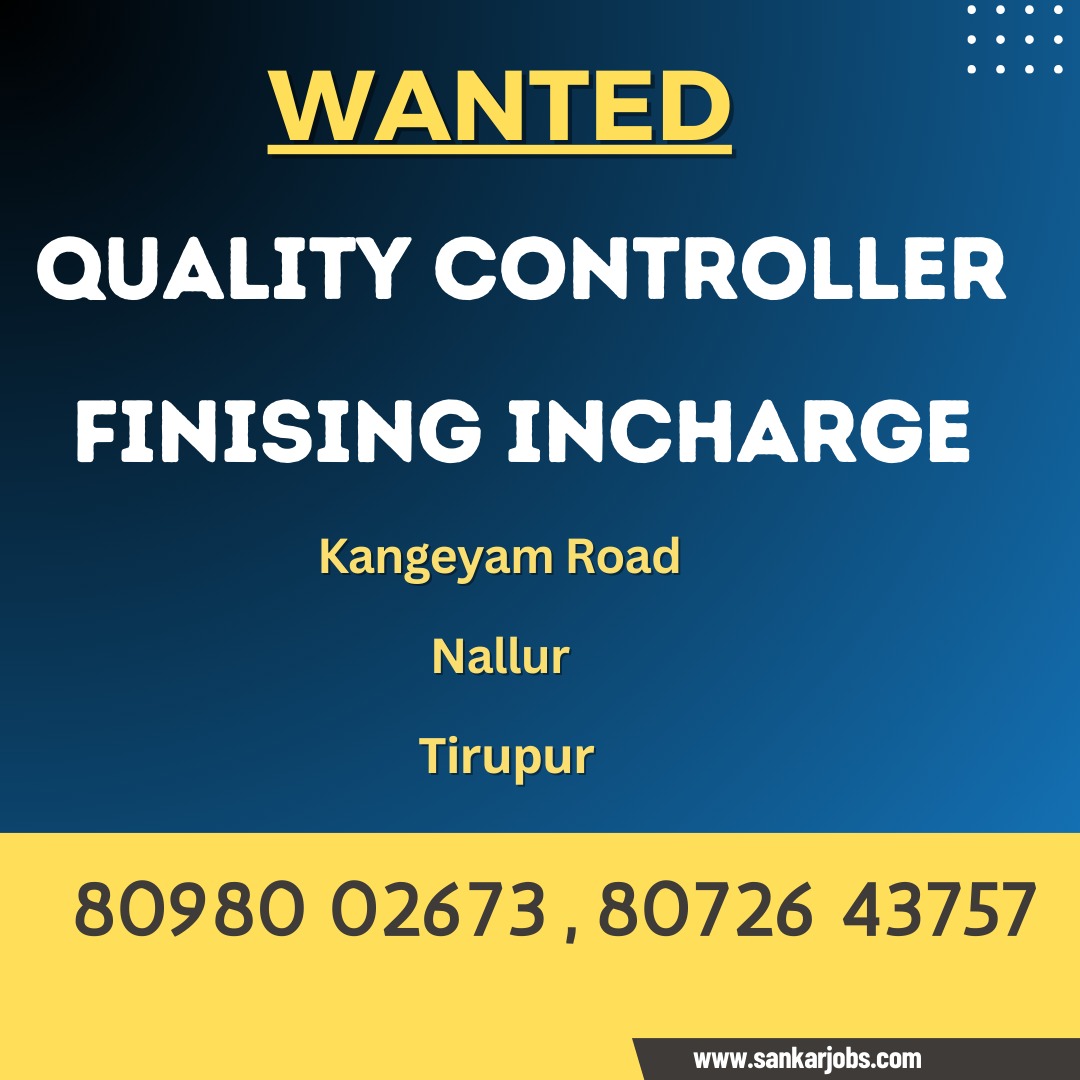 WANTED
QUALITY CONTROLLER
FINISING INCHARGE
Kangeyam Road
Nallur
Tirupur
80980 02673 , 80726 43757
www.sankarjobs.com